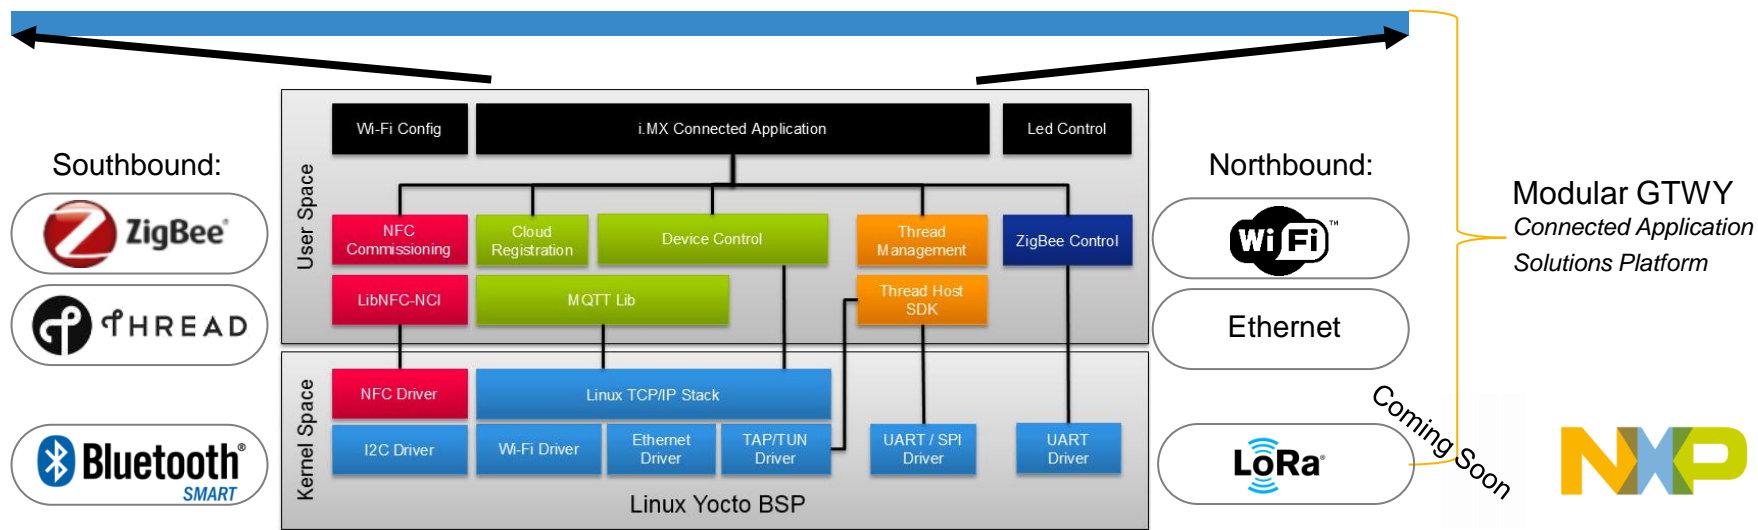 Wi-Fi Config
i.MX Connected Application
Led Control
Southbound:
Northbound:
User Space
ZigBee®
NFC
Commissioning
Cloud
Registration
Device Control
Thread
Management
ZigBee Control
WiFi™
Modular GTWY
Connected Application
Solutions Platform
THREAD
LibNFC-NCI
MQTT Lib
Thread Host
SDK
Ethernet
Kernel Space
NFC Driver
Linux TCP/IP Stack
Coming Soon
Bluetooth®
SMART
I2C Driver
Wi-Fi Driver
Ethernet
Driver
TAP/TUN
Driver
UART / SPI
Driver
UART
Driver
LoRa®
NXP
Linux Yocto BSP